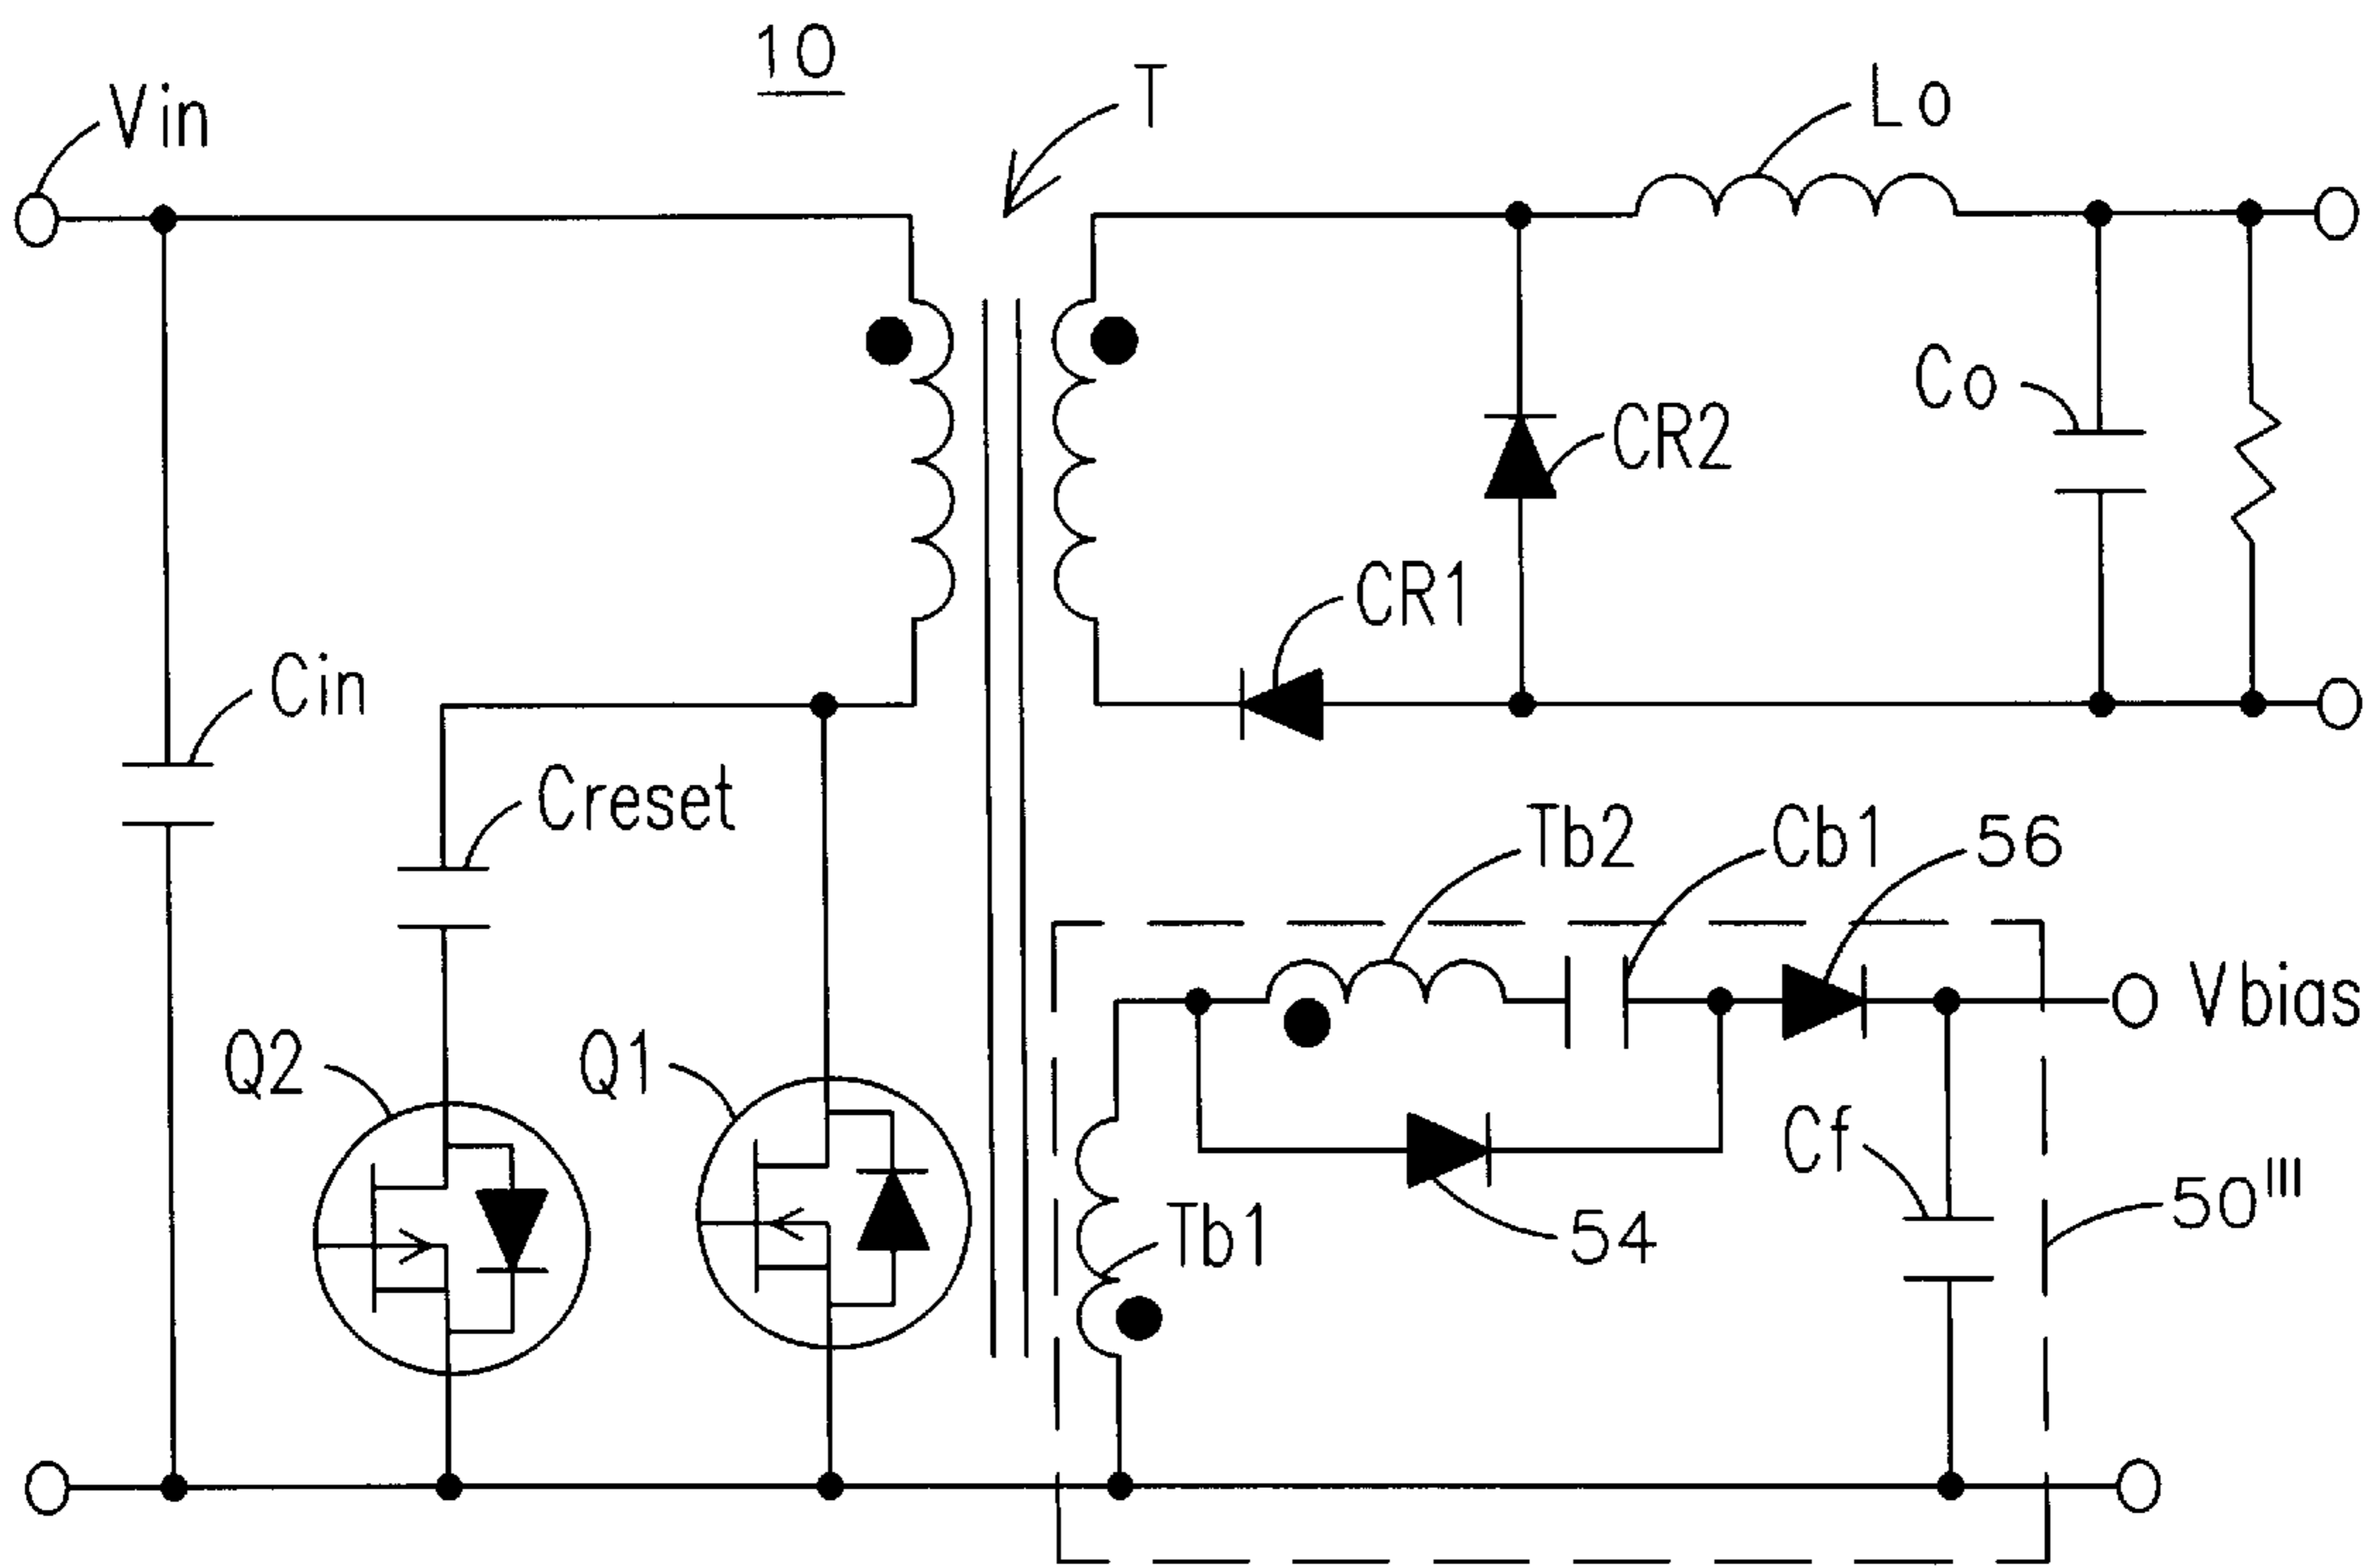 10
T
Lo
Vin
Co
CR2
CR1
Cin
Creset
Tb2
Cb1
56
Vbias
Q2
Q1
Cf
50'''
Tb1
54